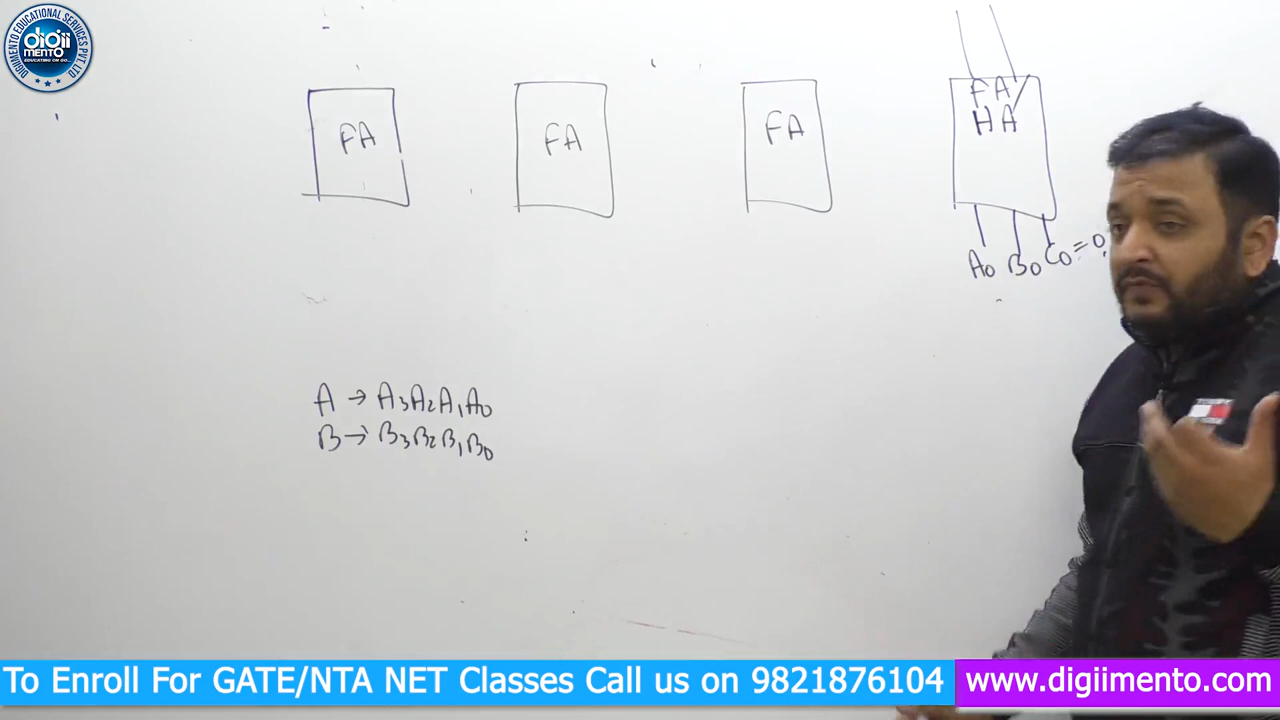 DIGIIMENTO EDUCATIONAL SERVICES PVT. LTD
digii
MENTO
EDUCATING ON GO...
FA
FA
FA
FA/
HA
A0 B0 C0=0
A → A3A2A1A0
B → B3B2B1B0
To Enroll For GATE/NTA NET Classes Call us on 9821876104
www.digiimento.com